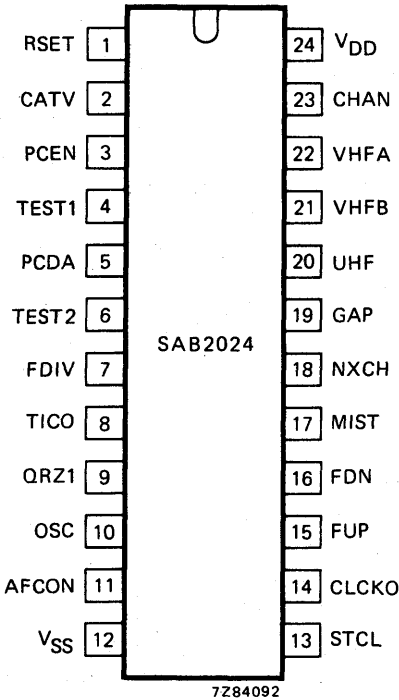 RSET 1 24 VDD
CATV 2 23 CHAN
PCEN 3 22 VHFA
TEST1 4 21 VHFB
PCDA 5 20 UHF
TEST2 6 19 GAP
SAB2024
FDIV 7 18 NXCH
TICO 8 17 MIST
QRZ1 9 16 FDN
OSC 10 15 FUP
AFCON 11 14 CLCKO
VSS 12 13 STCL
7Z84092